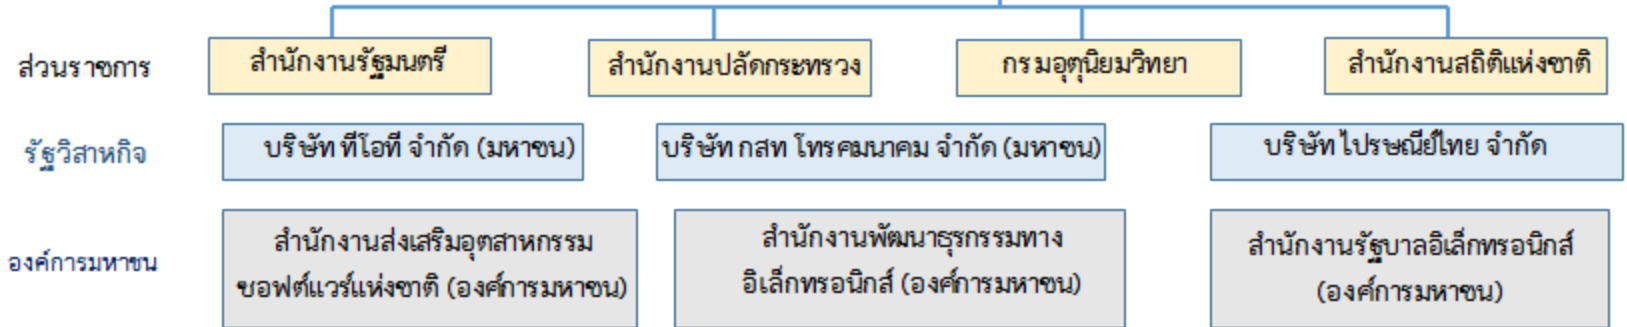 ส่วนราชการ สำนักงานรัฐมนตรี สำนักงานปลัดกระทรวง กรมอุตุนิยมวิทยา สำนักงานสถิติแห่งชาติ
รัฐวิสาหกิจ บริษัท ทีโอที จำกัด (มหาชน) บริษัท กสท โทรคมนาคม จำกัด (มหาชน) บริษัท ไปรษณีย์ไทย จำกัด
องค์การมหาชน
สำนักงานส่งเสริมอุตสาหกรรม
ซอฟต์แวร์แห่งชาติ (องค์การมหาชน)
สำนักงานพัฒนาธุรกรรมทาง
อิเล็กทรอนิกส์ (องค์การมหาชน)
สำนักงานรัฐบาลอิเล็กทรอนิกส์
(องค์การมหาชน)